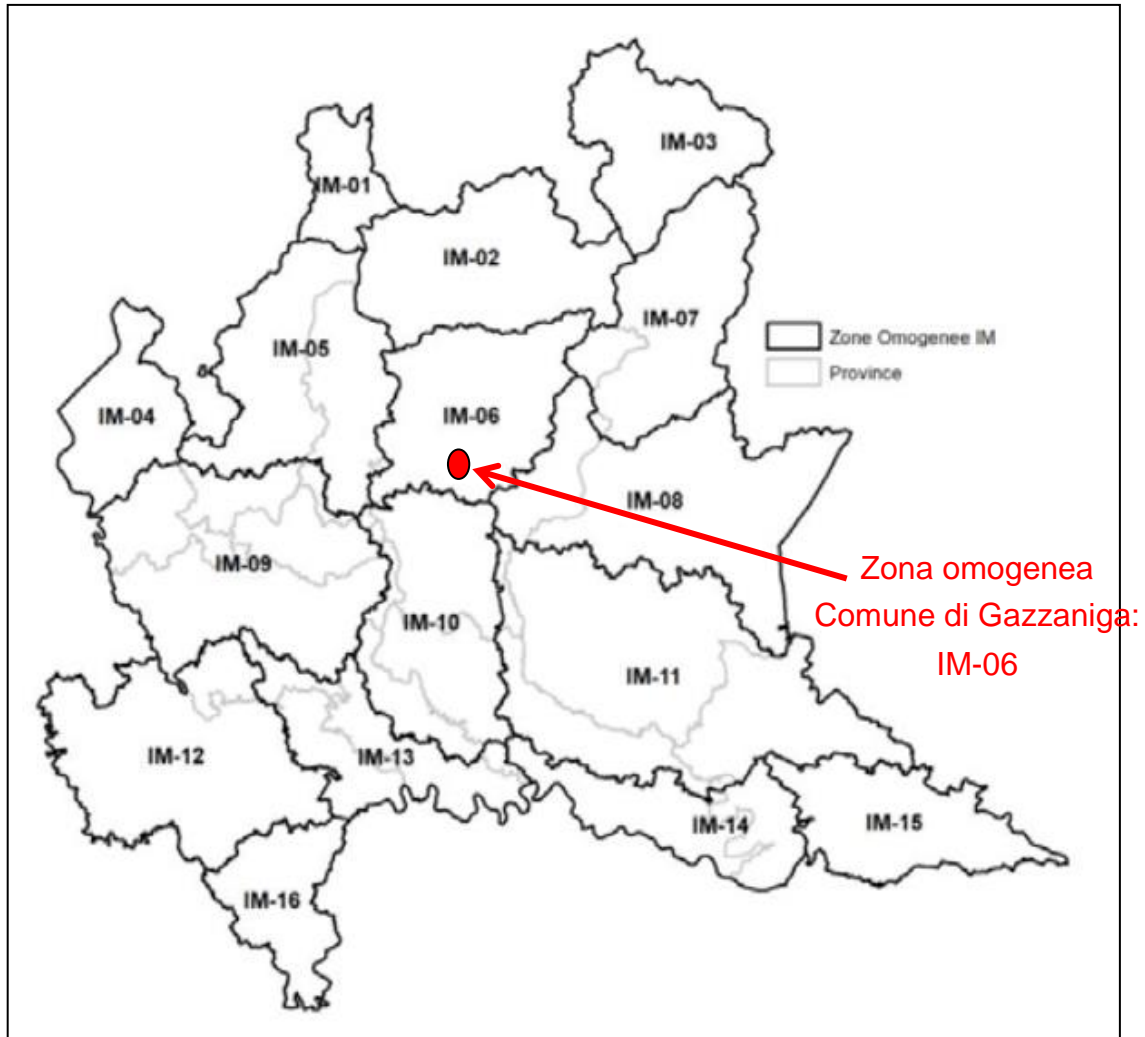 IM-03
IM-01
IM-02
IM-07
Zone Omogenee IM
Province
IM-05
IM-04
IM-06
IM-08
IM-09
Zona omogenea
Comune di Gazzaniga:
IM-06
IM-10
IM-11
IM-12
IM-13
IM-14
IM-15
IM-16